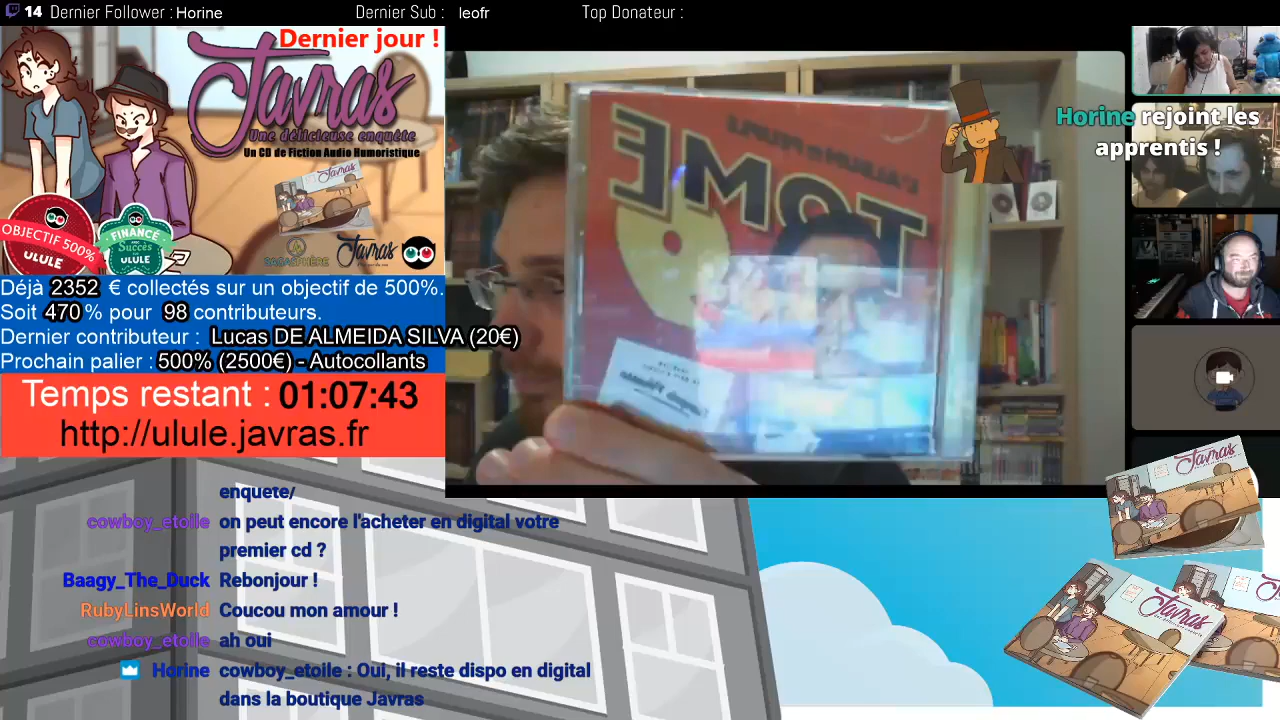 14 Dernier Follower : Horine Dernier Sub : leofr Top Donateur :
Dernier jour !
Javras
Une délicieuse enquête
Un CD de Fiction Audio Humoristique
OBJECTIF 500%
ULULE
FINANCÉ
AVEC
Succès
SUR
ULULE
SAGASPHÈRE
Javras
Déjà 2352 € collectés sur un objectif de 500%.
Soit 470 % pour 98 contributeurs.
Dernier contributeur : Lucas DE ALMEIDA SILVA (20€)
Prochain palier : 500% (2500€) - Autocollants
Temps restant : 01:07:43
http://ulule.javras.fr
enquete/
cowboy_etoile on peut encore l'acheter en digital votre
premier cd ?
Baagy_The_Duck Rebonjour !
RubyLinsWorld Coucou mon amour !
cowboy_etoile ah oui
Horine cowboy_etoile : Oui, il reste dispo en digital
dans la boutique Javras
TOME
Horine rejoint les
apprentis !
Javras
Javras
Javras